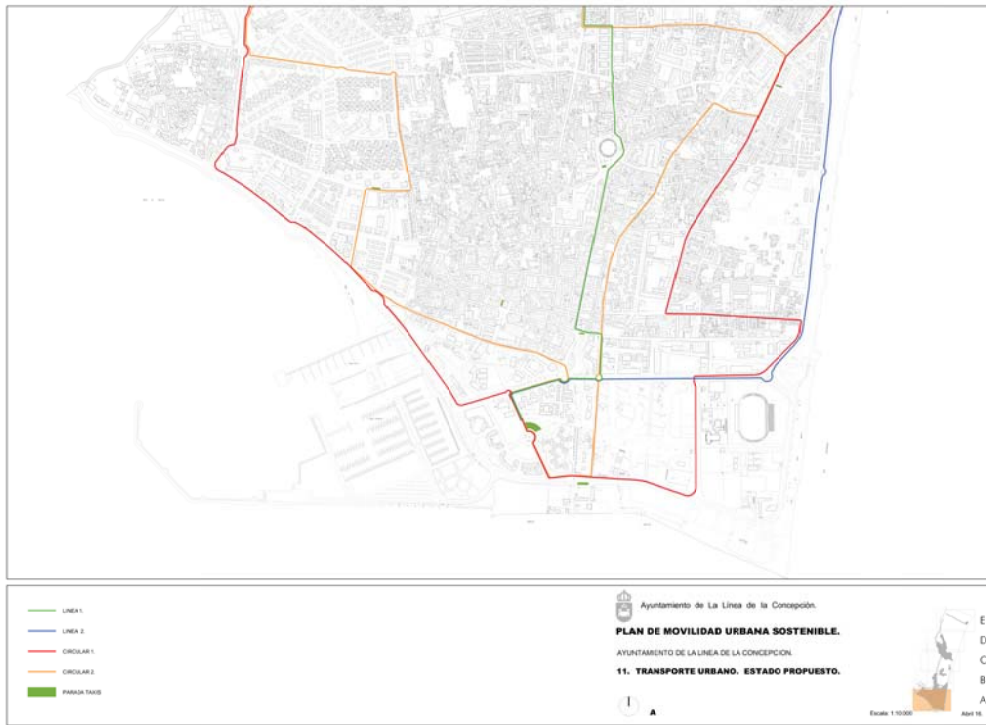 LINEA 1.
LINEA 2.
CIRCULAR 1.
CIRCULAR 2.
PARADA TAXIS
Ayuntamiento de La Línea de la Concepción.
PLAN DE MOVILIDAD URBANA SOSTENIBLE.
AYUNTAMIENTO DE LA LINEA DE LA CONCEPCION.
11. TRANSPORTE URBANO. ESTADO PROPUESTO.
A
Escala: 1:10.000
Abril 16.
E
D
C
B
A